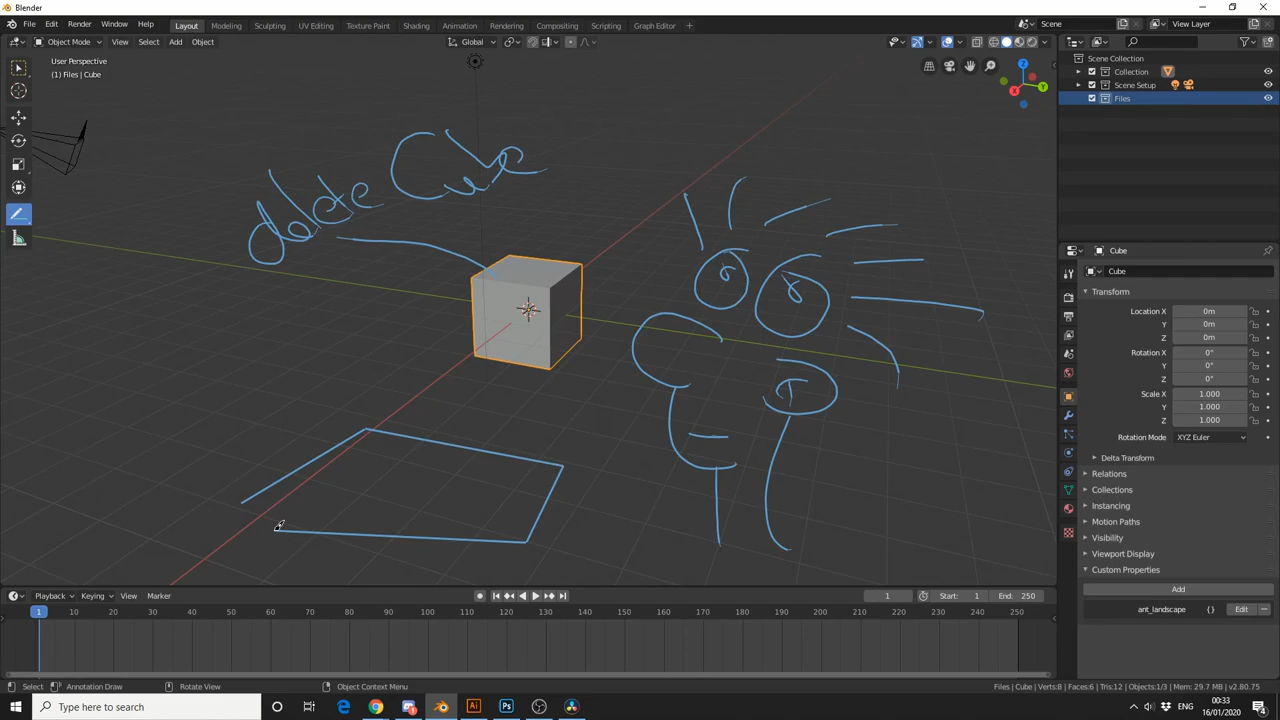 Blender
File Edit Render Window Help Layout Modeling Sculpting UV Editing Texture Paint Shading Animation Rendering Compositing Scripting Graph Editor + Scene View Layer
Object Mode View Select Add Object Global
User Perspective
(1) Files | Cube
Z
Y
X
delete Cube
Scene Collection
Collection
Scene Setup
Files
Cube
Cube
Transform
Location X 0m
Y 0m
Z 0m
Rotation X 0°
Y 0°
Z 0°
Scale X 1.000
Y 1.000
Z 1.000
Rotation Mode XYZ Euler
Delta Transform
Relations
Collections
Instancing
Motion Paths
Visibility
Viewport Display
Custom Properties
Add
ant_landscape {} Edit
Playback Keying View Marker 1 Start: 1 End: 250
1 10 20 30 40 50 60 70 80 90 100 110 120 130 140 150 160 170 180 190 200 210 220 230 240 250
Select Annotation Draw Rotate View Object Context Menu Files | Cube | Verts:8 | Faces:6 | Tris:12 | Objects:1/3 | Mem: 29.7 MB | v2.80.75
Type here to search Ai Ps ENG 00:33
16/01/2020